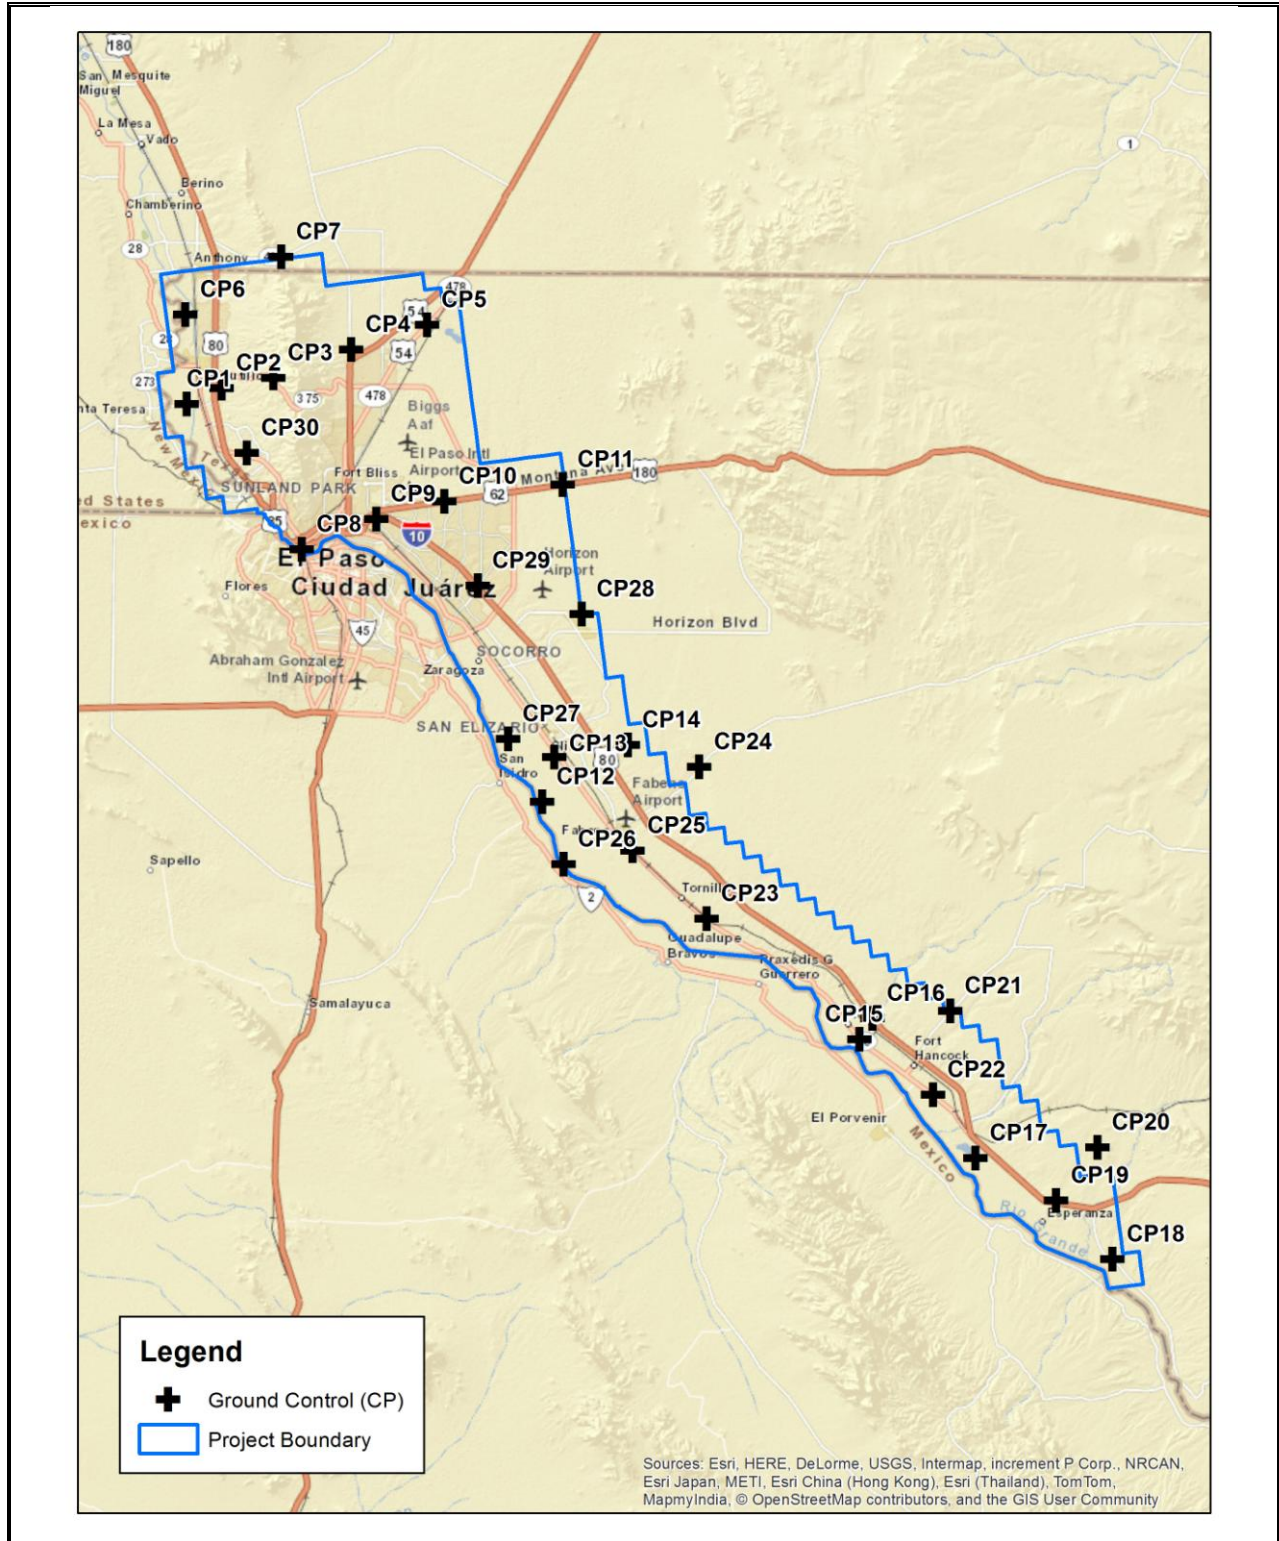 180
San Mesquite
Miguel
La Mesa
Vado
1
Berino
Chamberino
28
CP7
Anthony
478
CP6
CP5
54
CP4
80
CP3
54
CP2
273
CP1
375
478
nta Teresa
Biggs
Aaf
CP30
New Mexico
Texas
El Paso Intl
Airport
Fort Bliss
CP11
Montana Ave
180
CP10
62
SUNLAND PARK
CP9
ed States
exico
CP8
10
El Paso
Horizon
Airport
CP29
Ciudad Juárez
Flores
CP28
Horizon Blvd
45
SOCORRO
Abraham Gonzalez
Intl Airport
Zaragoza
SAN ELIZARIO
CP27
CP14
CP13
80
CP24
San
Isidro
CP12
Fabens
Airport
CP25
CP26
Sapello
2
Tornill
CP23
Guadalupe
Bravos
Praxedis G
Guerrero
Samalayuca
CP16
CP21
CP15
Fort
Hancock
CP22
El Porvenir
CP20
CP17
Mexico
CP19
Esperanza
Rio Grande
CP18
Legend
Ground Control (CP)
Project Boundary
Sources: Esri, HERE, DeLorme, USGS, Intermap, increment P Corp., NRCAN,
Esri Japan, METI, Esri China (Hong Kong), Esri (Thailand), TomTom,
MapmyIndia, © OpenStreetMap contributors, and the GIS User Community